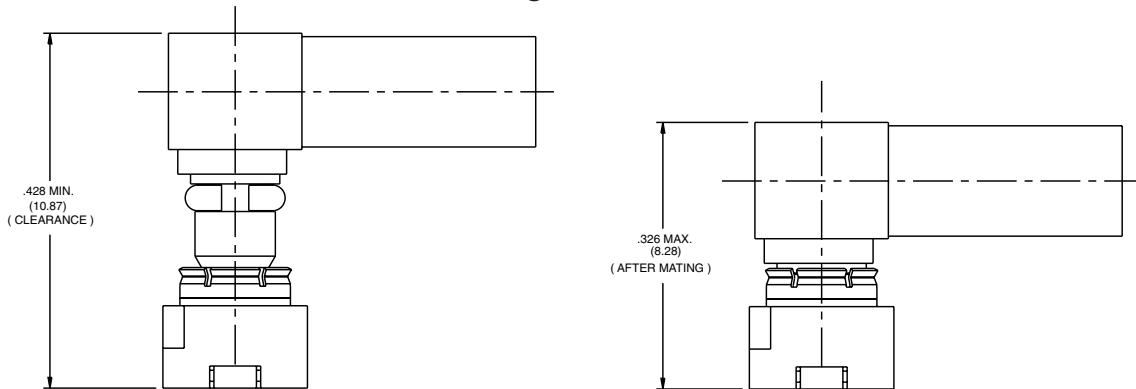 .428 MIN.
(10.87)
( CLEARANCE )
.326 MAX.
(8.28)
( AFTER MATING )